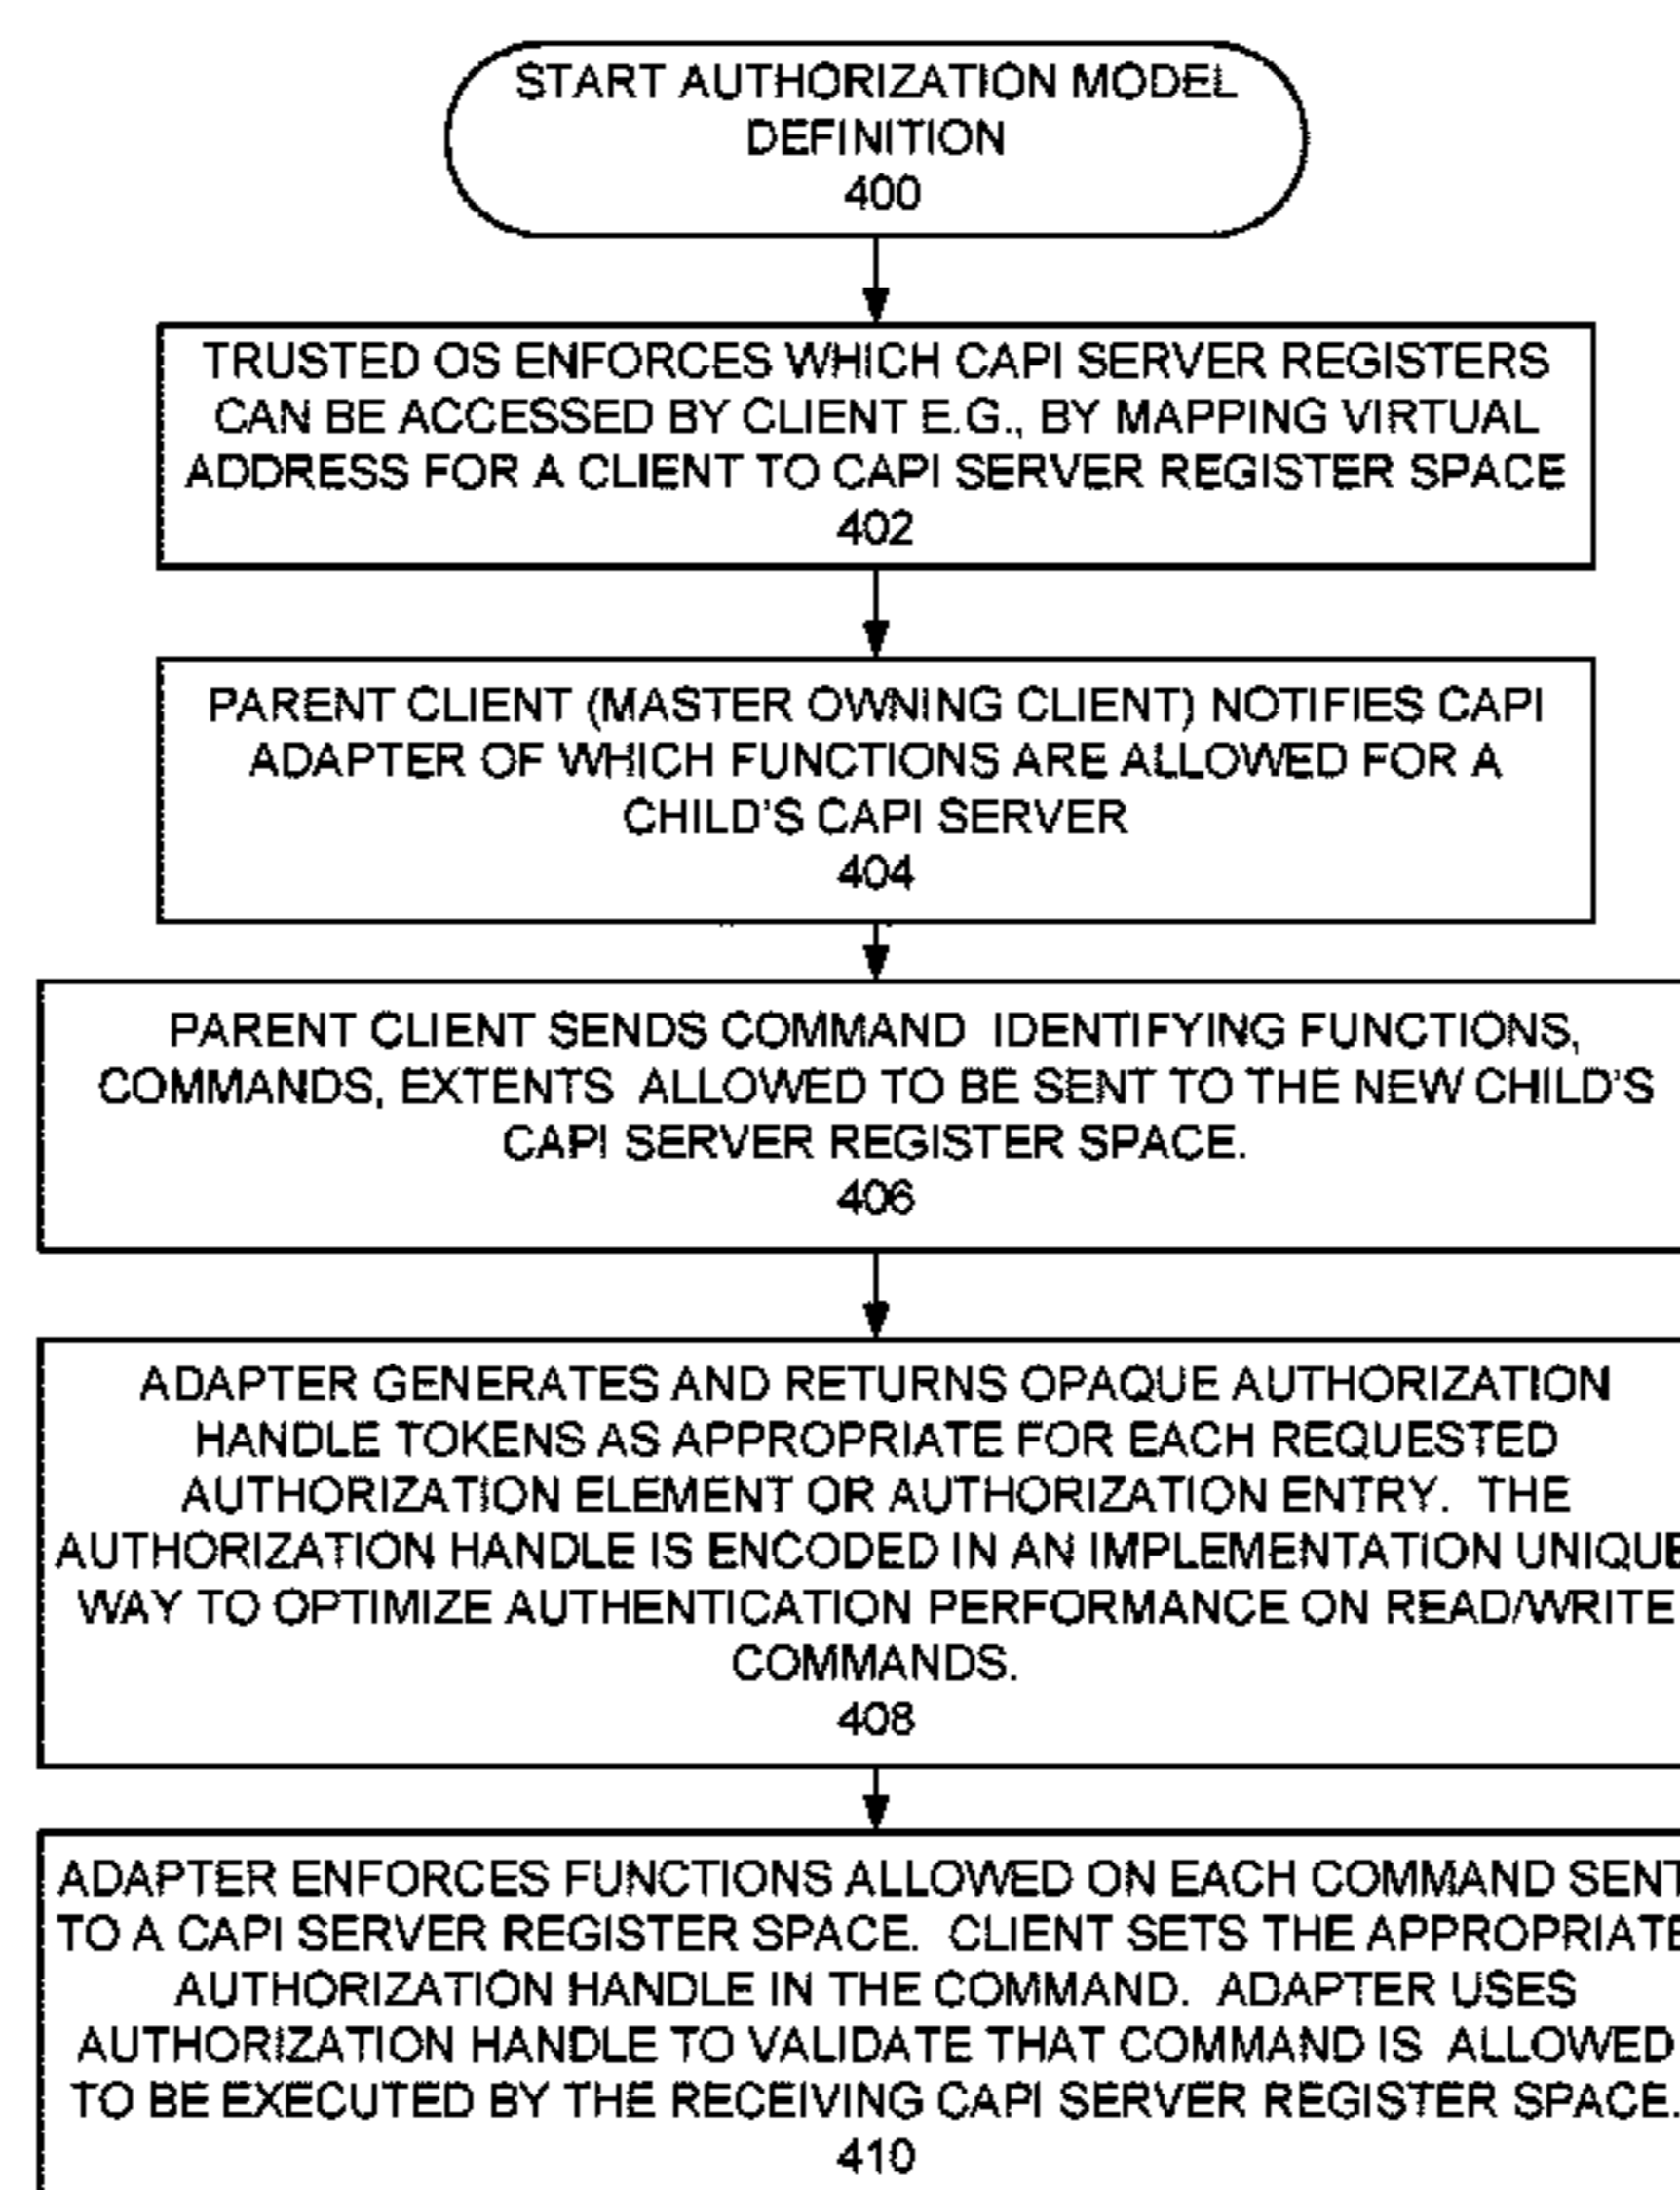 START AUTHORIZATION MODEL
DEFINITION
400
TRUSTED OS ENFORCES WHICH CAPI SERVER REGISTERS
CAN BE ACCESSED BY CLIENT E.G., BY MAPPING VIRTUAL
ADDRESS FOR A CLIENT TO CAPI SERVER REGISTER SPACE
402
PARENT CLIENT (MASTER OWNING CLIENT) NOTIFIES CAPI
ADAPTER OF WHICH FUNCTIONS ARE ALLOWED FOR A
CHILD'S CAPI SERVER
404
PARENT CLIENT SENDS COMMAND IDENTIFYING FUNCTIONS,
COMMANDS, EXTENTS ALLOWED TO BE SENT TO THE NEW CHILD'S
CAPI SERVER REGISTER SPACE.
406
ADAPTER GENERATES AND RETURNS OPAQUE AUTHORIZATION
HANDLE TOKENS AS APPROPRIATE FOR EACH REQUESTED
AUTHORIZATION ELEMENT OR AUTHORIZATION ENTRY. THE
AUTHORIZATION HANDLE IS ENCODED IN AN IMPLEMENTATION UNIQUE
WAY TO OPTIMIZE AUTHENTICATION PERFORMANCE ON READ/WRITE
COMMANDS.
408
ADAPTER ENFORCES FUNCTIONS ALLOWED ON EACH COMMAND SENT
TO A CAPI SERVER REGISTER SPACE. CLIENT SETS THE APPROPRIATE
AUTHORIZATION HANDLE IN THE COMMAND. ADAPTER USES
AUTHORIZATION HANDLE TO VALIDATE THAT COMMAND IS ALLOWED
TO BE EXECUTED BY THE RECEIVING CAPI SERVER REGISTER SPACE.
410